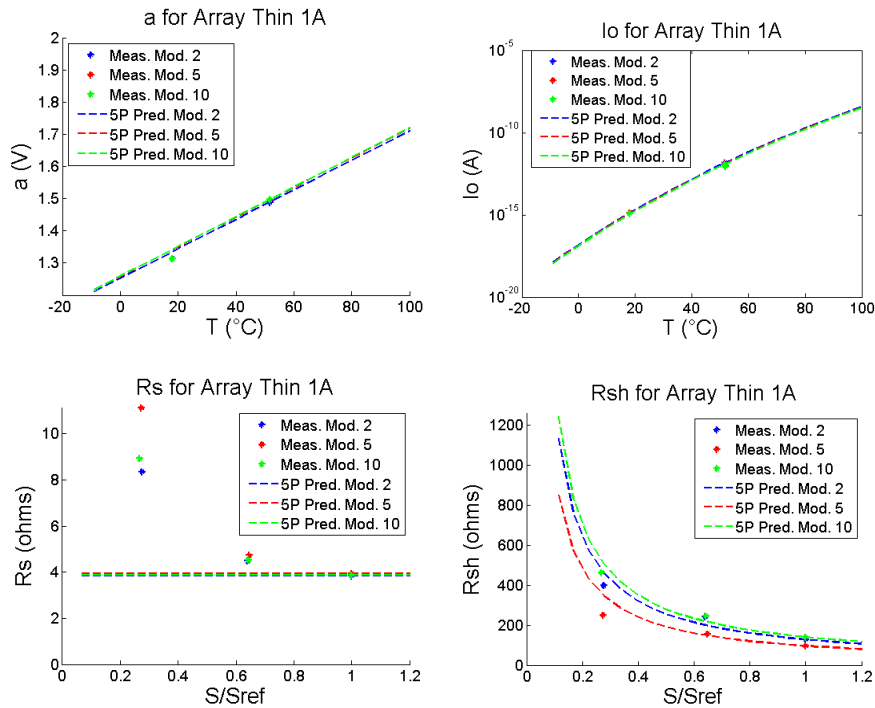 a for Array Thin 1A
2
1.9
1.8
1.7
1.6
1.5
1.4
1.3
a (V)
Meas. Mod. 2
Meas. Mod. 5
Meas. Mod. 10
5P Pred. Mod. 2
5P Pred. Mod. 5
5P Pred. Mod. 10
-20 0 20 40 60 80 100
T (°C)
Io for Array Thin 1A
10^-5
10^-10
10^-15
10^-20
Io (A)
Meas. Mod. 2
Meas. Mod. 5
Meas. Mod. 10
5P Pred. Mod. 2
5P Pred. Mod. 5
5P Pred. Mod. 10
-20 0 20 40 60 80 100
T (°C)
Rs for Array Thin 1A
10
8
6
4
2
0
Rs (ohms)
Meas. Mod. 2
Meas. Mod. 5
Meas. Mod. 10
5P Pred. Mod. 2
5P Pred. Mod. 5
5P Pred. Mod. 10
0 0.2 0.4 0.6 0.8 1 1.2
S/Sref
Rsh for Array Thin 1A
1200
1000
800
600
400
200
0
Rsh (ohms)
Meas. Mod. 2
Meas. Mod. 5
Meas. Mod. 10
5P Pred. Mod. 2
5P Pred. Mod. 5
5P Pred. Mod. 10
0 0.2 0.4 0.6 0.8 1 1.2
S/Sref